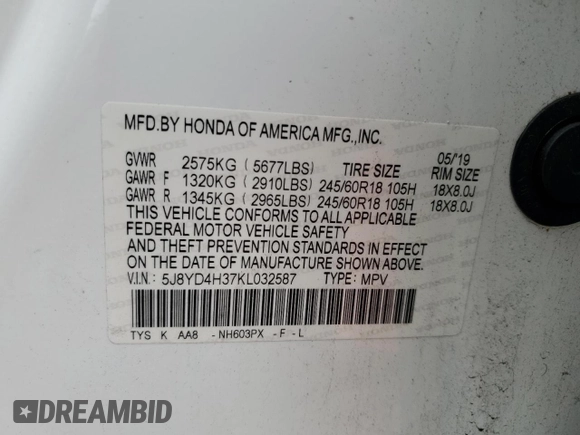 MFD.BY HONDA OF AMERICA MFG.,INC.
05/19
GVWR 2575KG ( 5677LBS) TIRE SIZE RIM SIZE
GAWR F 1320KG ( 2910LBS) 245/60R18 105H 18X8.0J
GAWR R 1345KG ( 2965LBS) 245/60R18 105H 18X8.0J
THIS VEHICLE CONFORMS TO ALL APPLICABLE
FEDERAL MOTOR VEHICLE SAFETY
AND THEFT PREVENTION STANDARDS IN EFFECT
ON THE DATE OF MANUFACTURE SHOWN ABOVE.
V.I.N.: 5J8YD4H37KL032587 TYPE: MPV
TYS K AA8 -NH603PX -F -L
DREAMBID